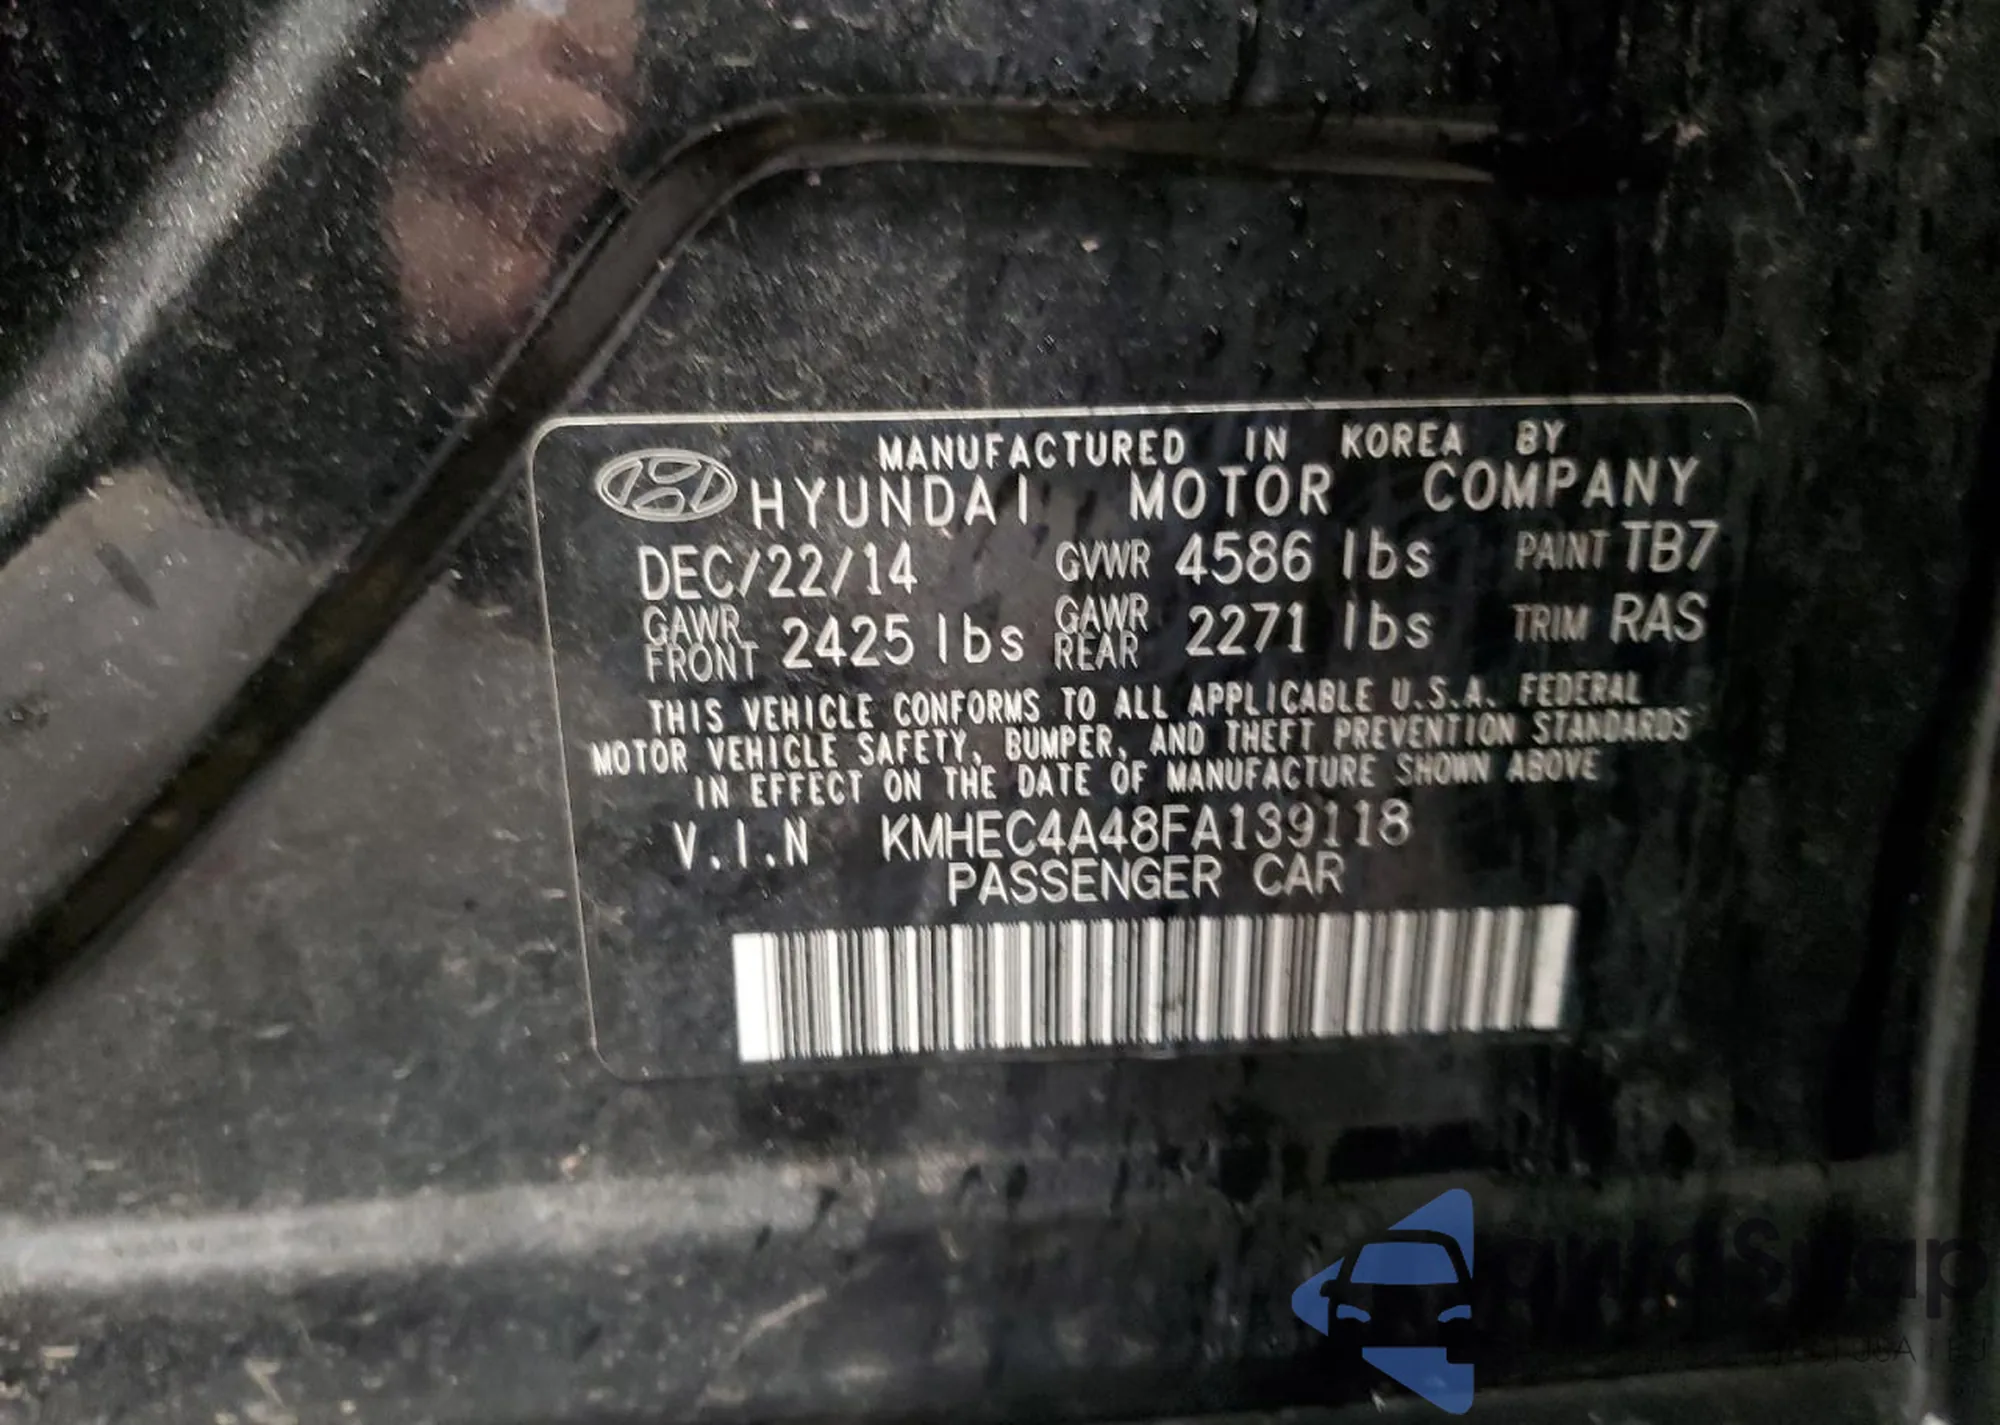 MANUFACTURED IN KOREA BY
HYUNDAI MOTOR COMPANY
DEC/22/14 GVWR 4586 lbs PAINT TB7
GAWR FRONT 2425 lbs GAWR REAR 2271 lbs TRIM RAS
THIS VEHICLE CONFORMS TO ALL APPLICABLE U.S.A. FEDERAL
MOTOR VEHICLE SAFETY, BUMPER, AND THEFT PREVENTION STANDARDS
IN EFFECT ON THE DATE OF MANUFACTURE SHOWN ABOVE
V.I.N KMHEC4A48FA139118
PASSENGER CAR